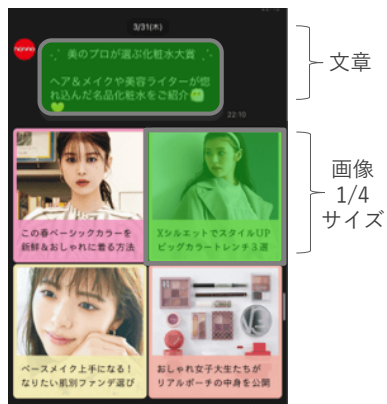 3/31(木)
non-no
美のプロが選ぶ化粧水大賞
ヘア＆メイクや美容ライターが惚
れ込んだ名品化粧水をご紹介
22:10
文章
この春ベーシックカラーを
新鮮＆おしゃれに着る方法
XシルエットでスタイルUP
ビッグカラートレンチ３選
画像
1/4
サイズ
ベースメイク上手になる！
なりたい肌別ファンデ選び
おしゃれ女子大生たちが
リアルポーチの中身を公開